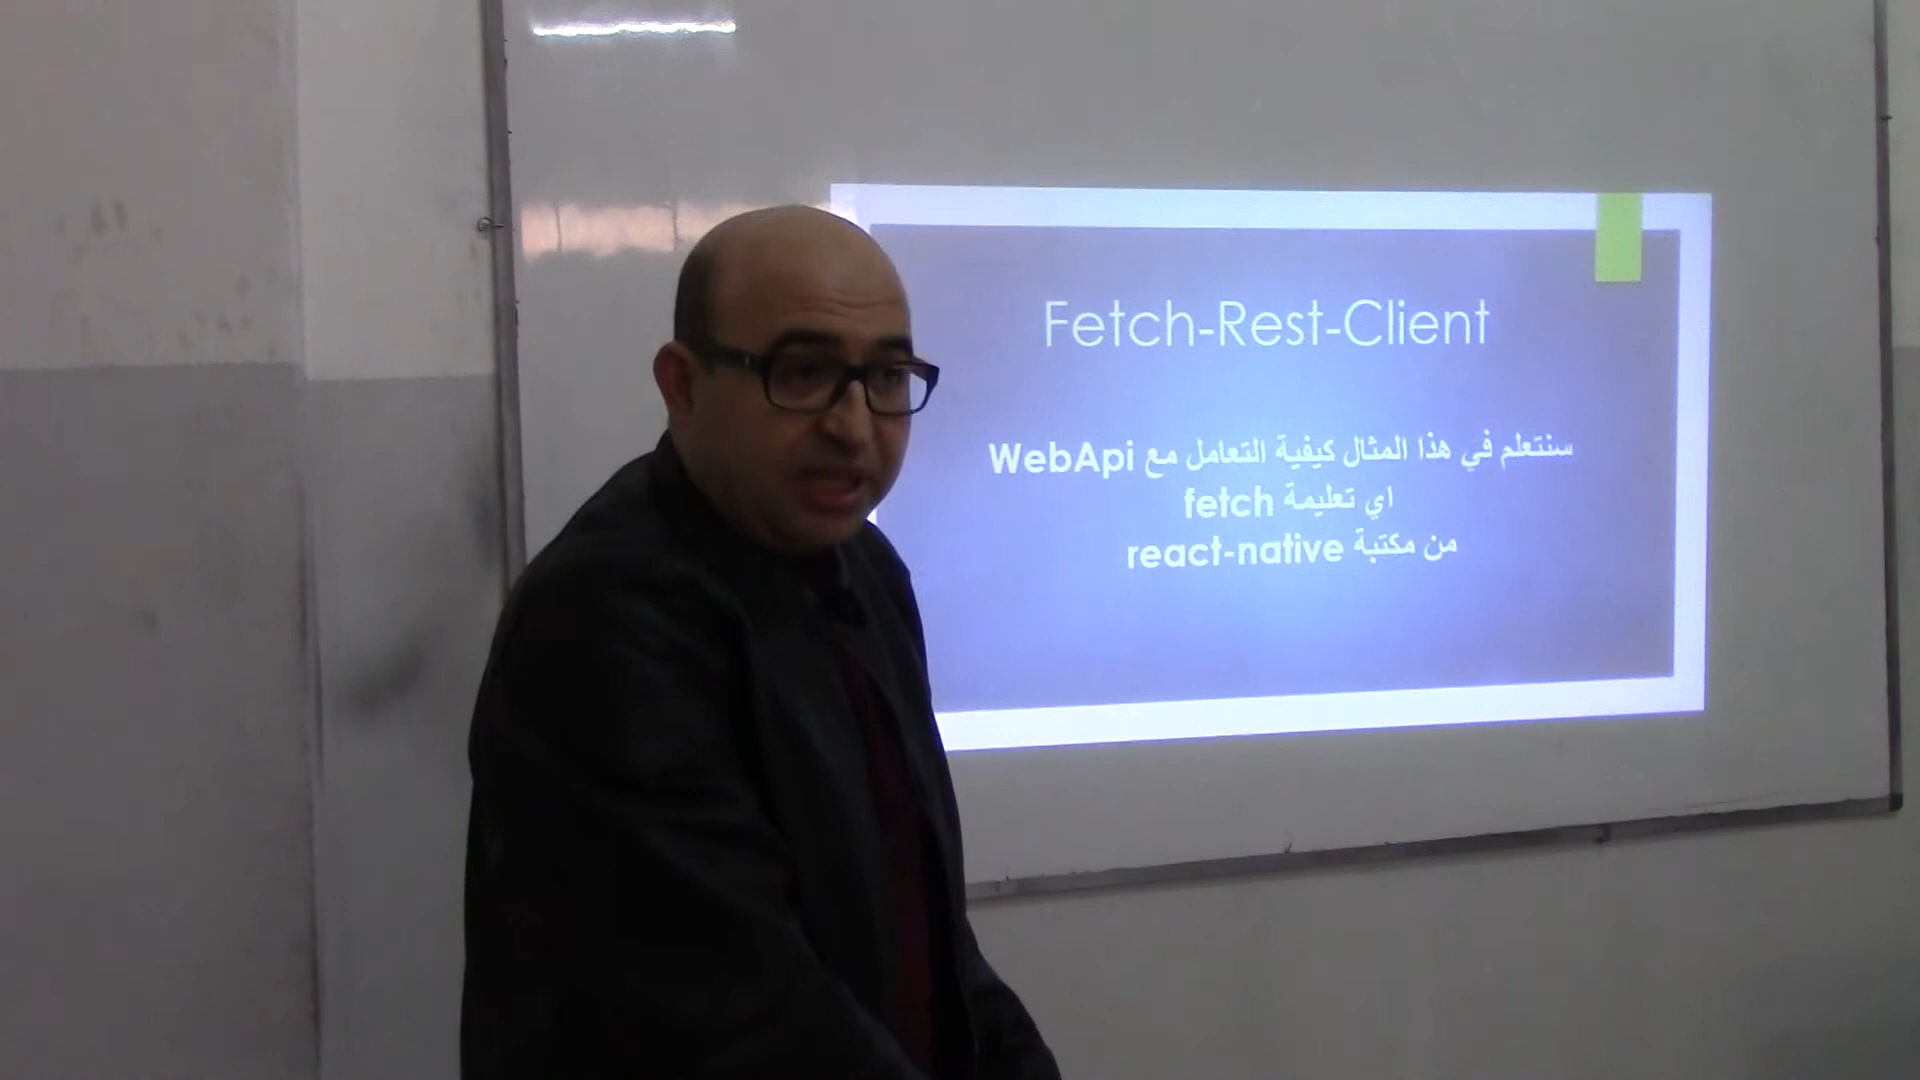 Fetch-Rest-Client
سنتعلم في هذا المثال كيفية التعامل مع WebApi
اي تعليمة fetch
من مكتبة react-native